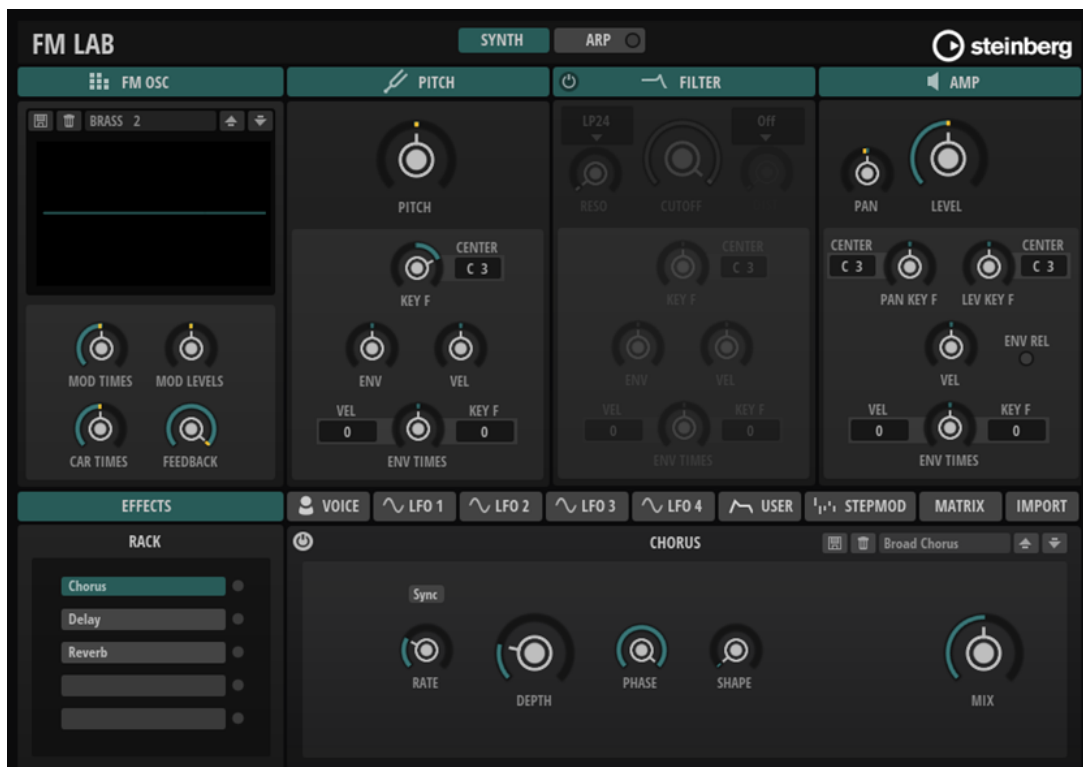 FM LAB
SYNTH
ARP
steinberg
FM OSC
PITCH
FILTER
AMP
BRASS 2
MOD TIMES
MOD LEVELS
CAR TIMES
FEEDBACK
PITCH
KEY F
CENTER
C 3
ENV
VEL
VEL
0
KEY F
0
ENV TIMES
LP24
Off
RESO
CUTOFF
KEY F
CENTER
C 3
ENV
VEL
VEL
0
KEY F
0
ENV TIMES
PAN
LEVEL
CENTER
C 3
CENTER
C 3
PAN KEY F
LEV KEY F
VEL
ENV REL
VEL
0
KEY F
0
ENV TIMES
EFFECTS
VOICE
LFO 1
LFO 2
LFO 3
LFO 4
USER
STEPMOD
MATRIX
IMPORT
RACK
Chorus
Delay
Reverb
CHORUS
Broad Chorus
Sync
RATE
DEPTH
PHASE
SHAPE
MIX